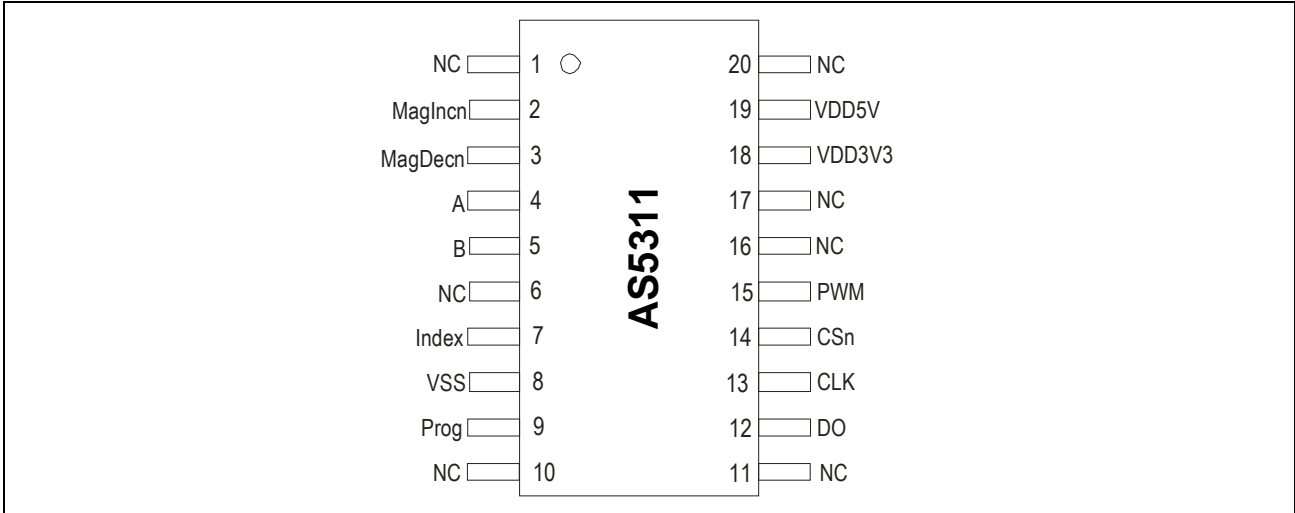 NC 1 20 NC
MagIncn 2 19 VDD5V
MagDecn 3 18 VDD3V3
A 4 17 NC
B 5 16 NC
NC 6 15 PWM
Index 7 14 CSn
VSS 8 13 CLK
Prog 9 12 DO
NC 10 11 NC
AS5311